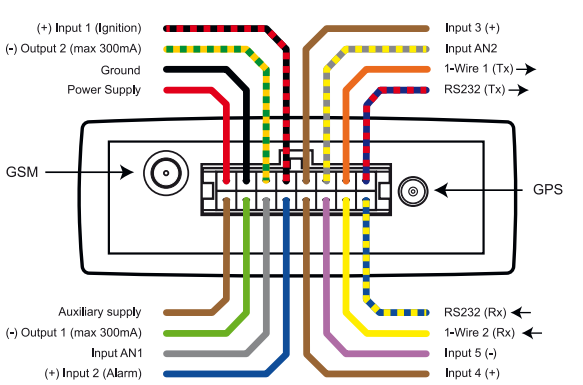 (+) Input 1 (Ignition)
(-) Output 2 (max 300mA)
Ground
Power Supply
Input 3 (+)
Input AN2
1-Wire 1 (Tx)
RS232 (Tx)
GSM
GPS
Auxiliary supply
(-) Output 1 (max 300mA)
Input AN1
(+) Input 2 (Alarm)
RS232 (Rx)
1-Wire 2 (Rx)
Input 5 (-)
Input 4 (+)